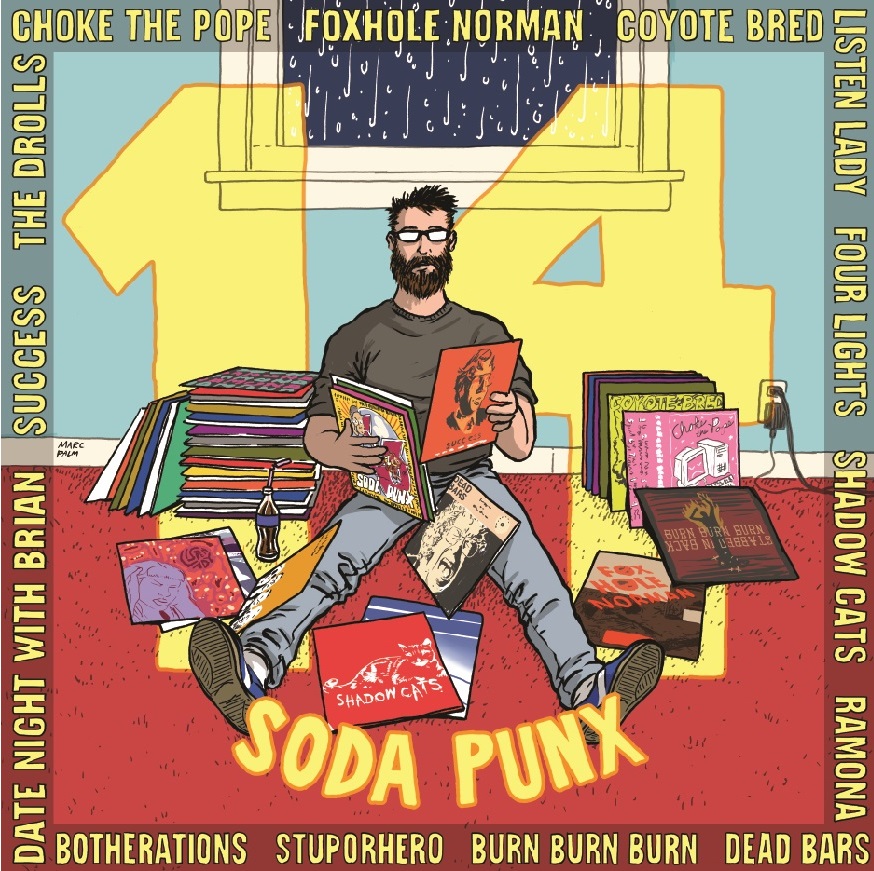 CHOKE THE POPE
FOXHOLE NORMAN
COYOTE BRED
LISTEN LADY
FOUR LIGHTS
SHADOW CATS
RAMONA
DATE NIGHT WITH BRIAN
SUCCESS
THE DROLLS
14
MARC
PALM
SUCCESS
SODA PUNX
DEAD
BARS
COYOTE BRED
Choke
the Pope
BURN BURN BURN
STABBED IN BACK
FOX
HOLE
NORMAN
SHADOW CATS
SODA PUNX
BOTHERATIONS
STUPORHERO
BURN BURN BURN
DEAD BARS